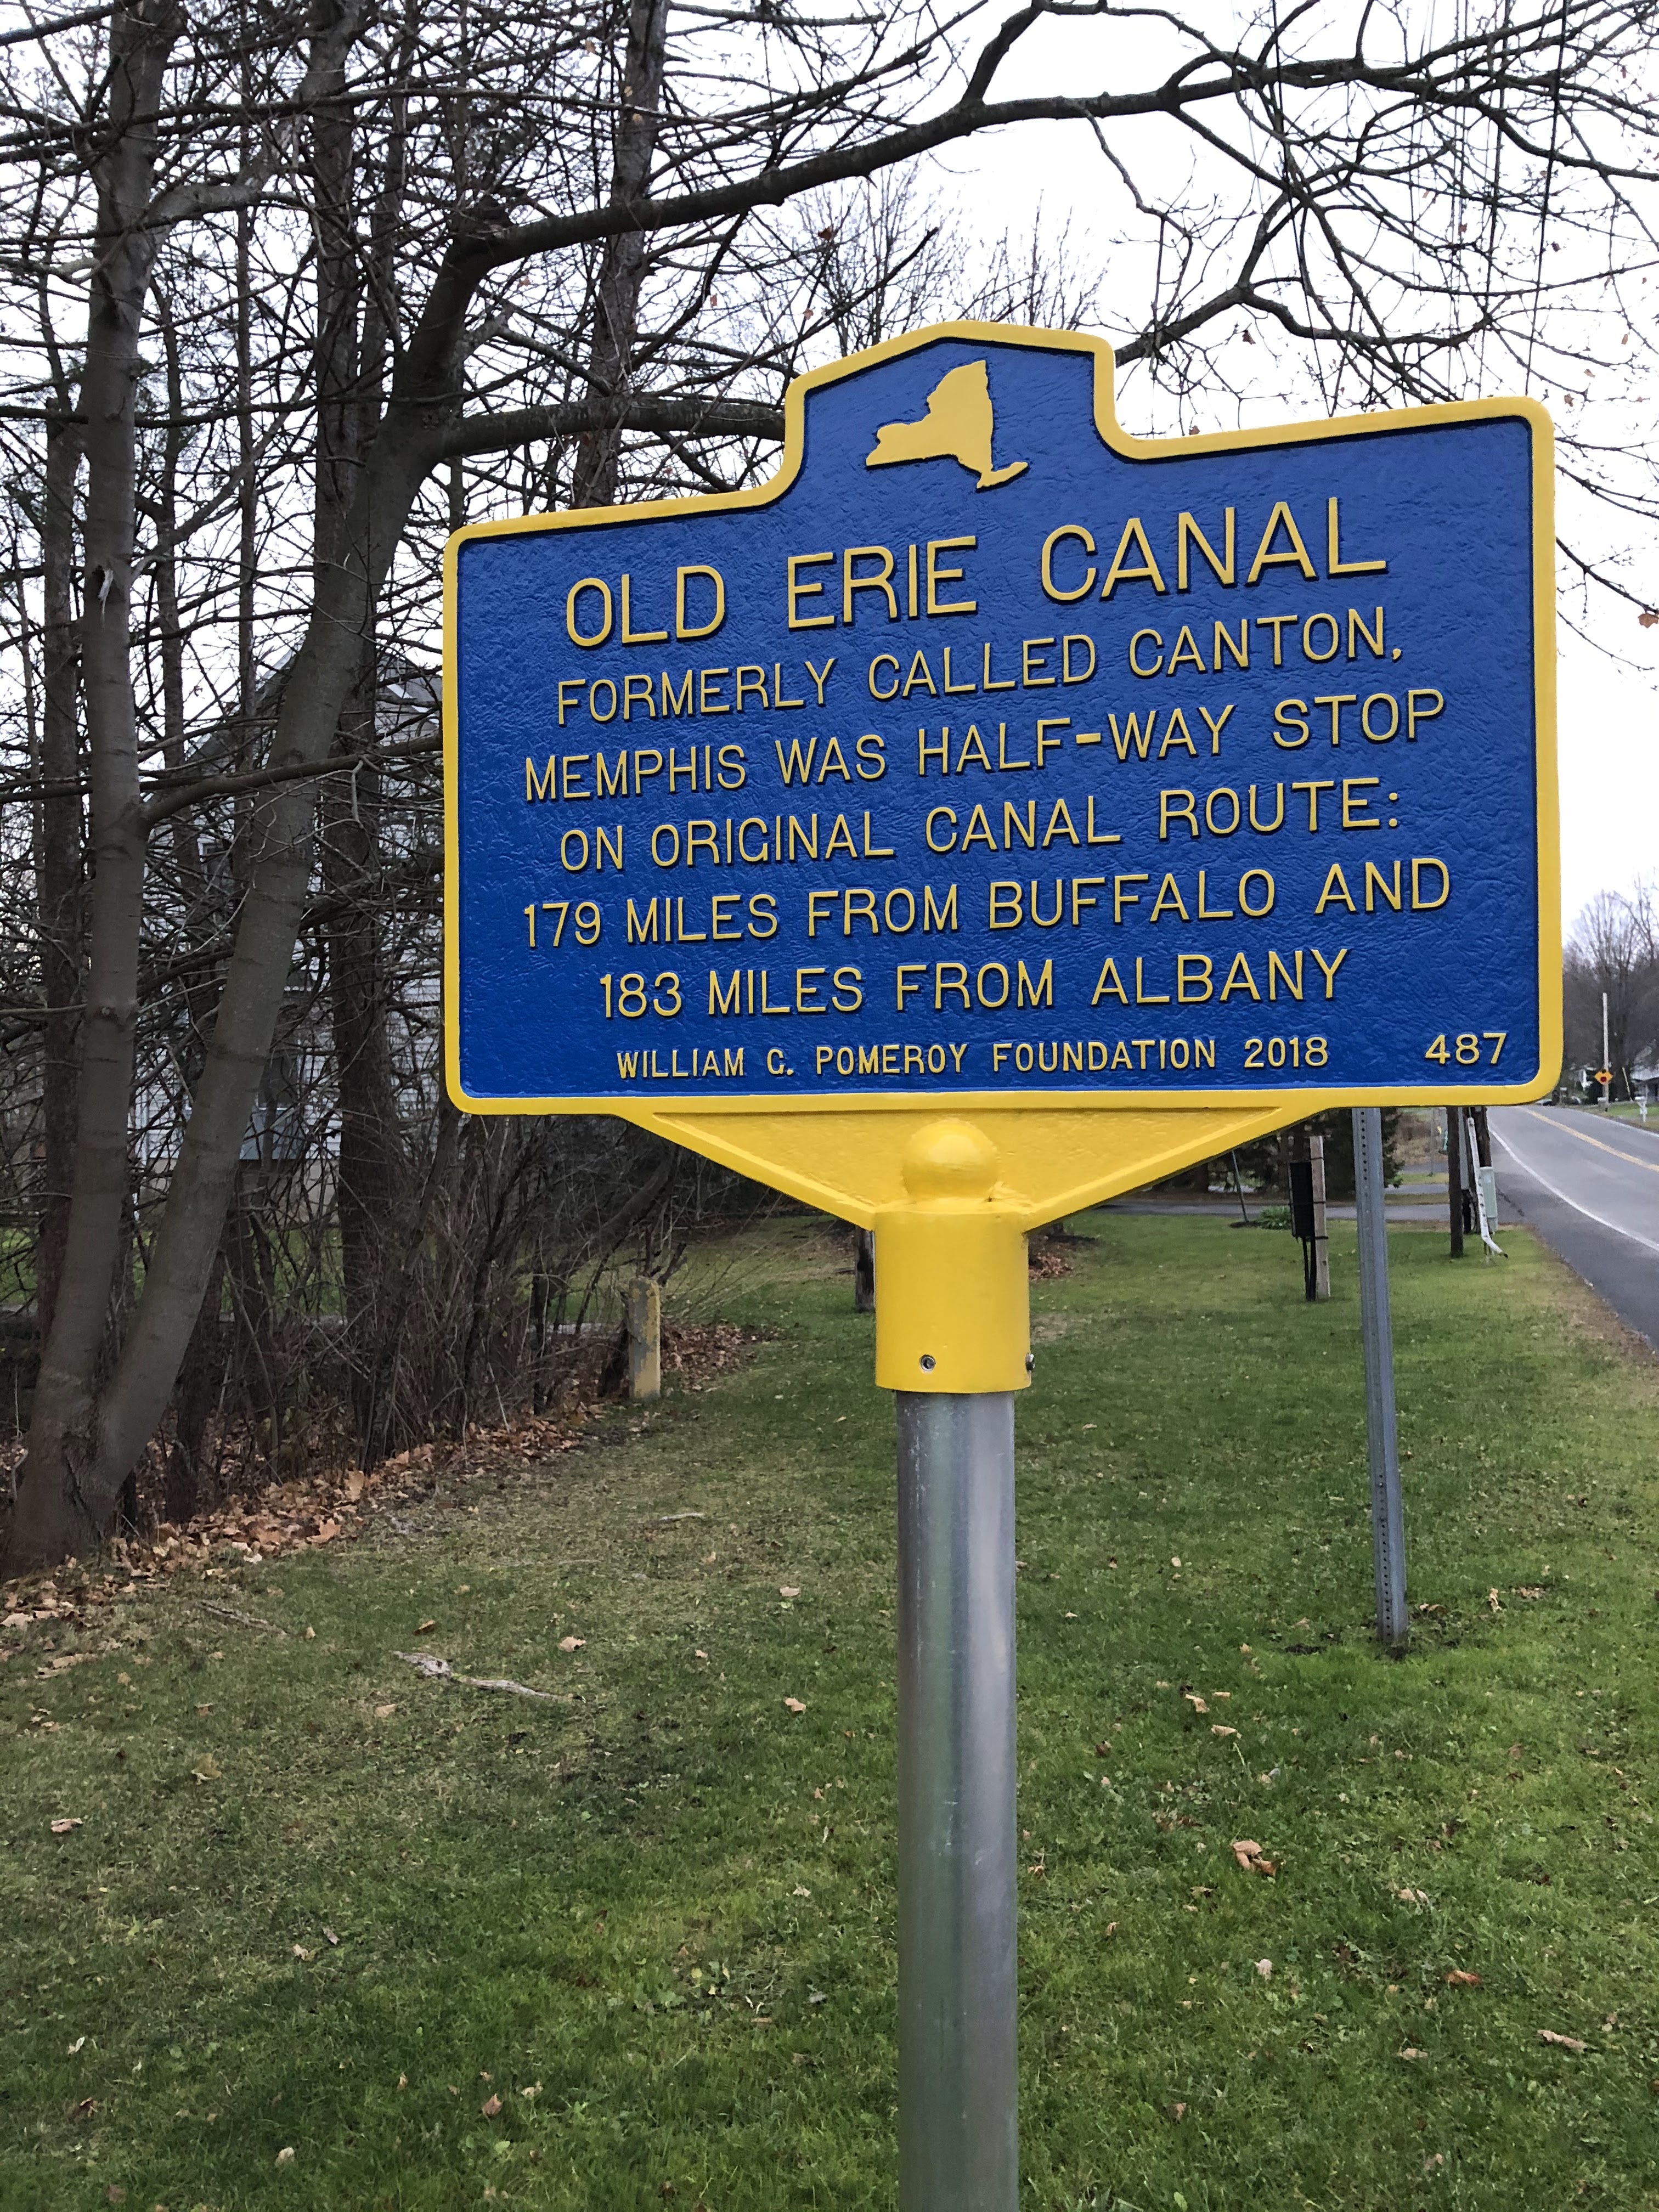 OLD ERIE CANAL
FORMERLY CALLED CANTON,
MEMPHIS WAS HALF-WAY STOP
ON ORIGINAL CANAL ROUTE:
179 MILES FROM BUFFALO AND
183 MILES FROM ALBANY
WILLIAM G. POMEROY FOUNDATION 2018 487